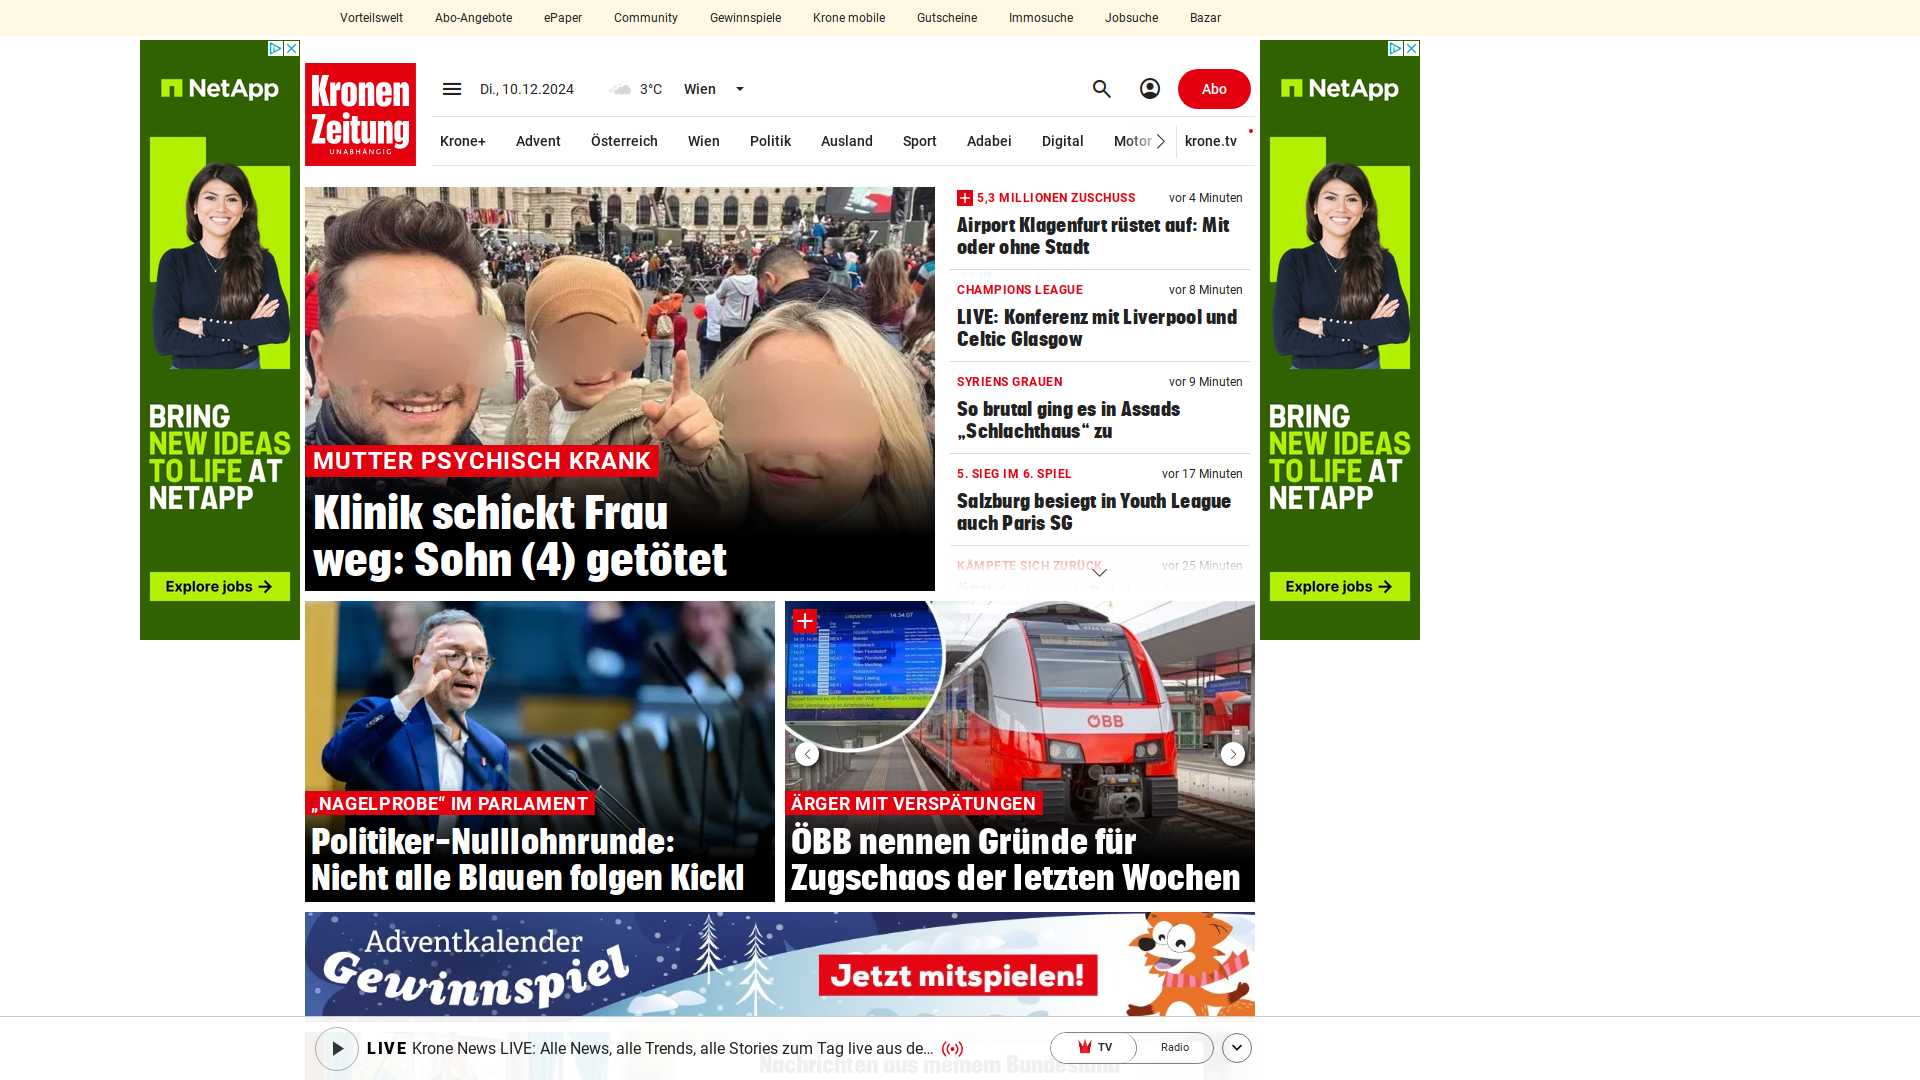 Vorteilswelt Abo-Angebote ePaper Community Gewinnspiele Krone mobile Gutscheine Immosuche Jobsuche Bazar
NetApp
BRING
NEW IDEAS
TO LIFE AT
NETAPP
Explore jobs →
Kronen
Zeitung
UNABHÄNGIG
Di., 10.12.2024 3°C Wien Abo
Krone+ Advent Österreich Wien Politik Ausland Sport Adabei Digital Motor krone.tv
MUTTER PSYCHISCH KRANK
Klinik schickt Frau
weg: Sohn (4) getötet
5,3 MILLIONEN ZUSCHUSS vor 4 Minuten
Airport Klagenfurt rüstet auf: Mit
oder ohne Stadt
CHAMPIONS LEAGUE vor 8 Minuten
LIVE: Konferenz mit Liverpool und
Celtic Glasgow
SYRIENS GRAUEN vor 9 Minuten
So brutal ging es in Assads
„Schlachthaus“ zu
5. SIEG IM 6. SPIEL vor 17 Minuten
Salzburg besiegt in Youth League
auch Paris SG
KÄMPFTE SICH ZURÜCK vor 25 Minuten
„NAGELPROBE“ IM PARLAMENT
Politiker-Nulllohnrunde:
Nicht alle Blauen folgen Kickl
Departure 14:34:07
ÖBB
ÄRGER MIT VERSPÄTUNGEN
ÖBB nennen Gründe für
Zugschaos der letzten Wochen
NetApp
BRING
NEW IDEAS
TO LIFE AT
NETAPP
Explore jobs →
Adventkalender
Gewinnspiel
Jetzt mitspielen!
LIVE Krone News LIVE: Alle News, alle Trends, alle Stories zum Tag live aus de... TV Radio
Nachrichten aus meinem Bundesland